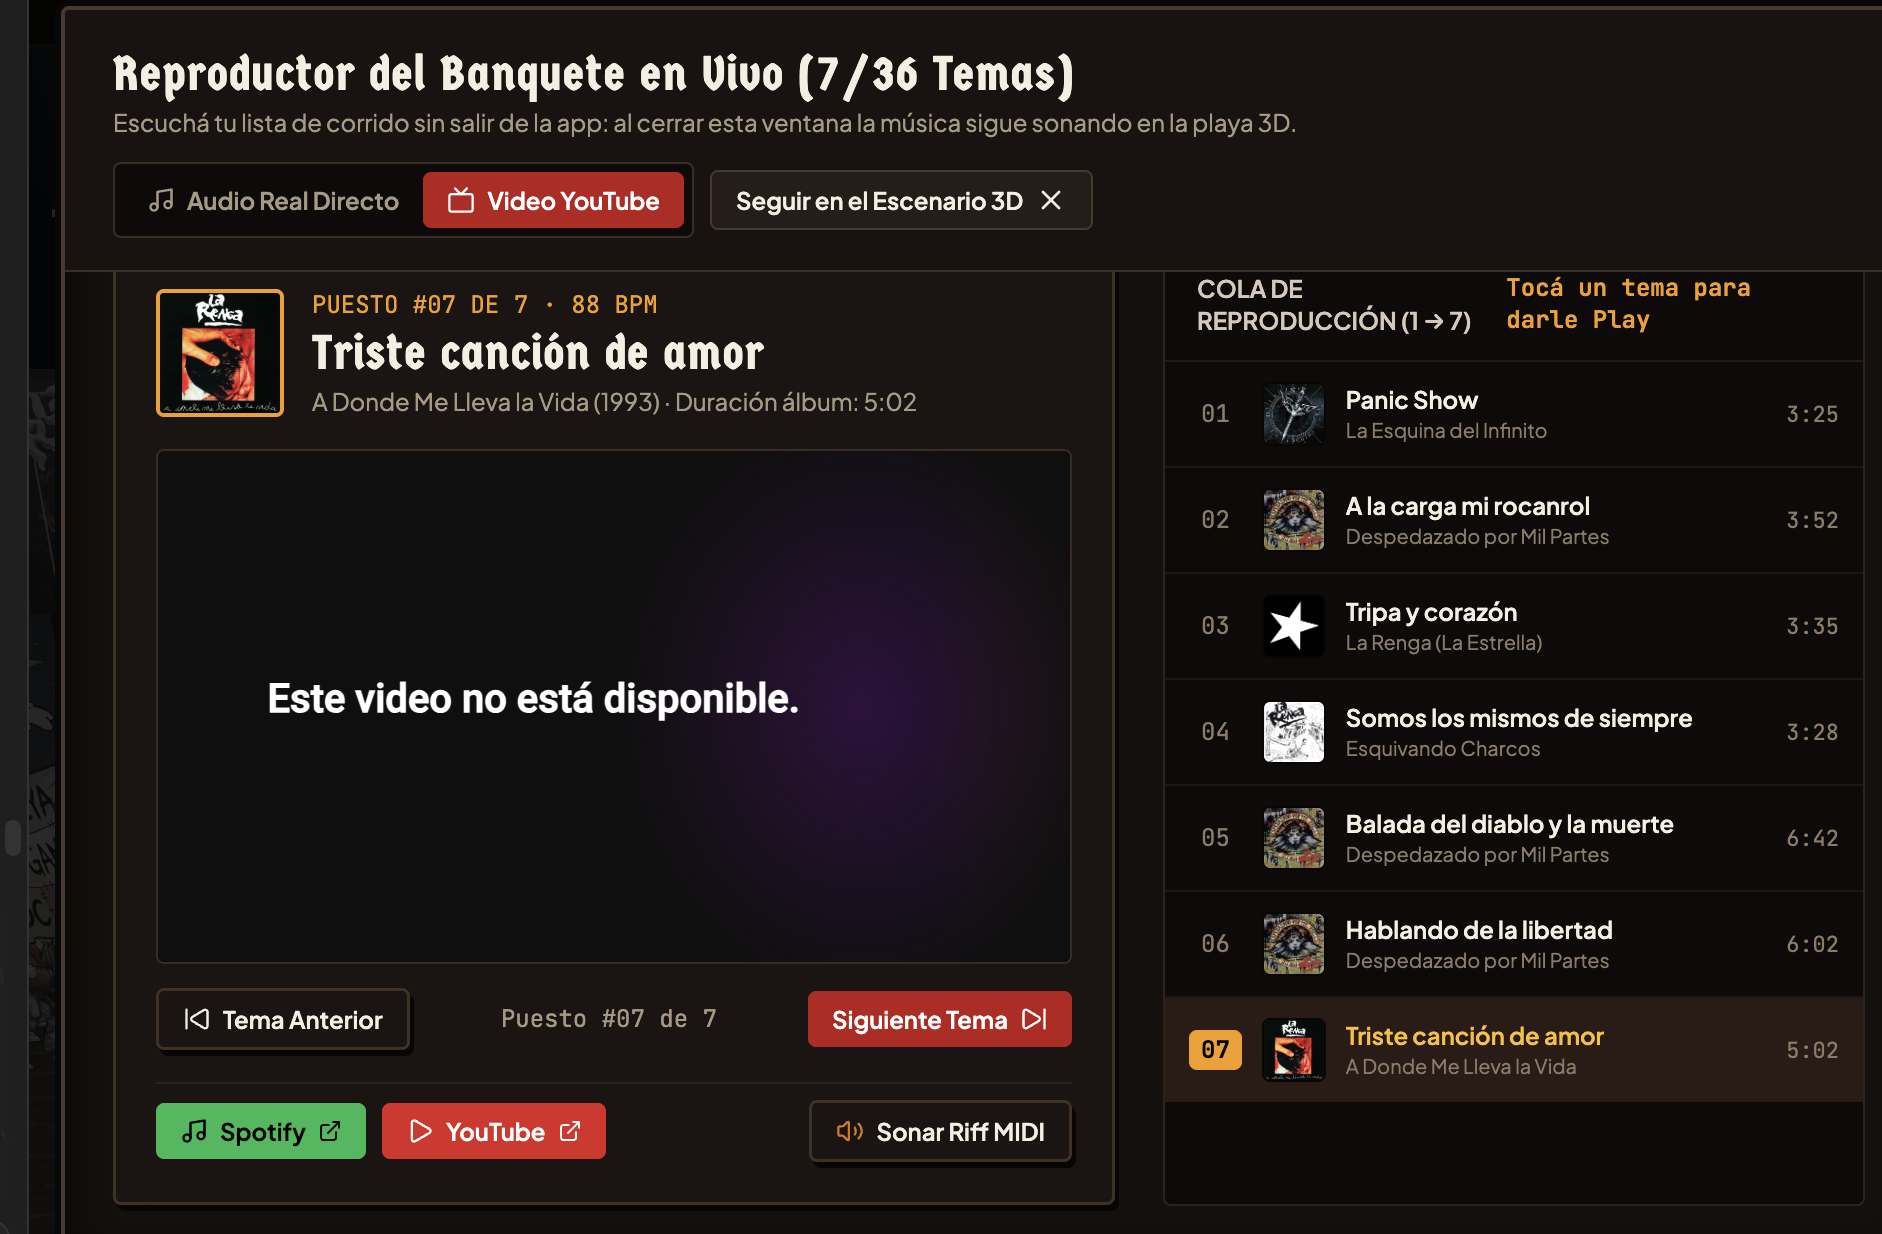 Reproductor del Banquete en Vivo (7/36 Temas)
Escuchá tu lista de corrido sin salir de la app: al cerrar esta ventana la música sigue sonando en la playa 3D.
Audio Real Directo
Video YouTube
Seguir en el Escenario 3D
La Renga
PUESTO #07 DE 7 · 88 BPM
Triste canción de amor
A Donde Me Lleva la Vida (1993) · Duración álbum: 5:02
Este video no está disponible.
Tema Anterior
Puesto #07 de 7
Siguiente Tema
Spotify
YouTube
Sonar Riff MIDI
COLA DE
REPRODUCCIÓN (1 → 7)
Tocá un tema para
darle Play
01
Panic Show
La Esquina del Infinito
3:25
02
A la carga mi rocanrol
Despedazado por Mil Partes
3:52
03
Tripa y corazón
La Renga (La Estrella)
3:35
04
Somos los mismos de siempre
Esquivando Charcos
3:28
05
Balada del diablo y la muerte
Despedazado por Mil Partes
6:42
06
Hablando de la libertad
Despedazado por Mil Partes
6:02
07
Triste canción de amor
A Donde Me Lleva la Vida
5:02